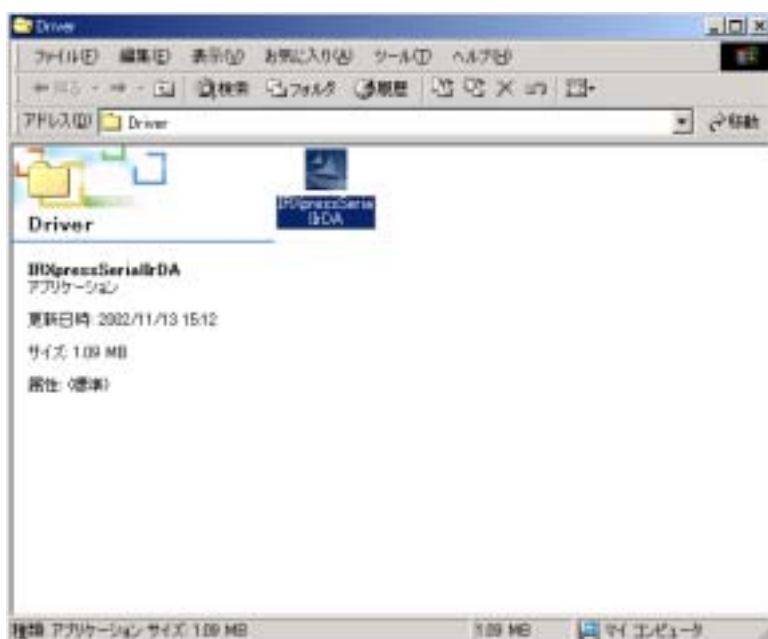 Driver
ファイル(F) 編集(E) 表示(V) お気に入り(A) ツール(T) ヘルプ(H)
戻る 検索 フォルダ 履歴
アドレス(D) Driver 移動
IRXpressSeria
lIrDA
Driver
IRXpressSerialIrDA
アプリケーション
更新日時: 2002/11/13 15:12
サイズ: 1.09 MB
属性: (標準)
種類: アプリケーション サイズ: 1.09 MB 1.09 MB マイ コンピュータ